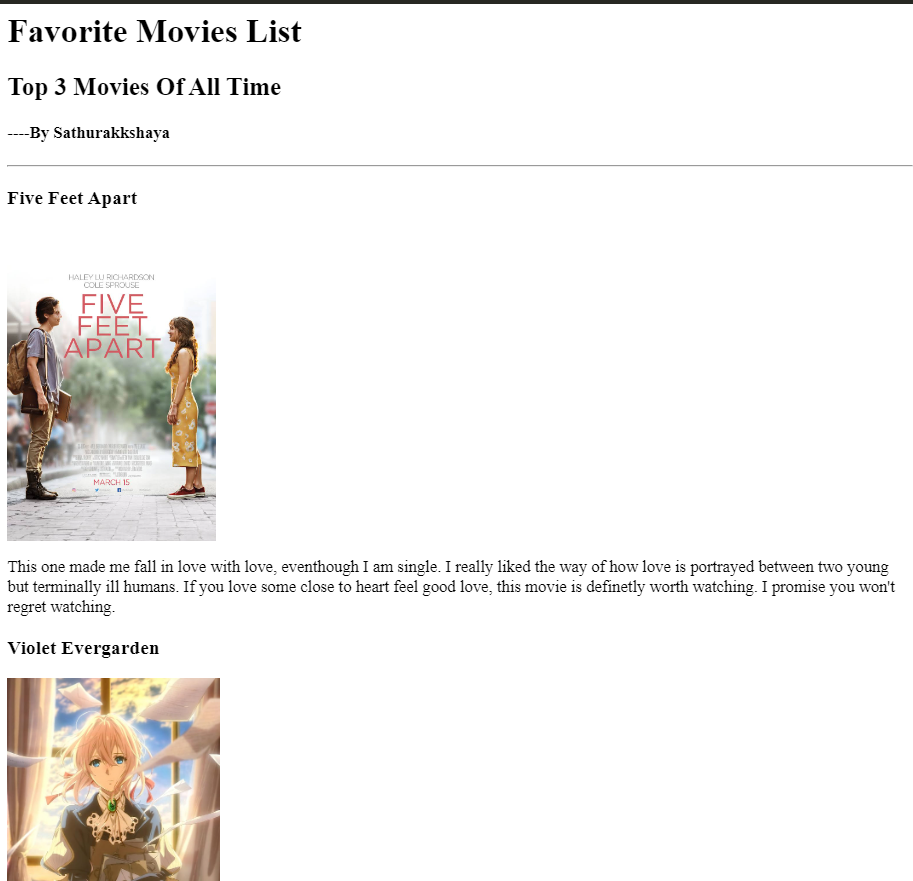 Favorite Movies List
Top 3 Movies Of All Time
----By Sathurakkshaya
Five Feet Apart
HALEY LU RICHARDSON
COLE SPROUSE
FIVE
FEET
APART
MARCH 15
This one made me fall in love with love, eventhough I am single. I really liked the way of how love is portrayed between two young
but terminally ill humans. If you love some close to heart feel good love, this movie is definetly worth watching. I promise you won't
regret watching.
Violet Evergarden